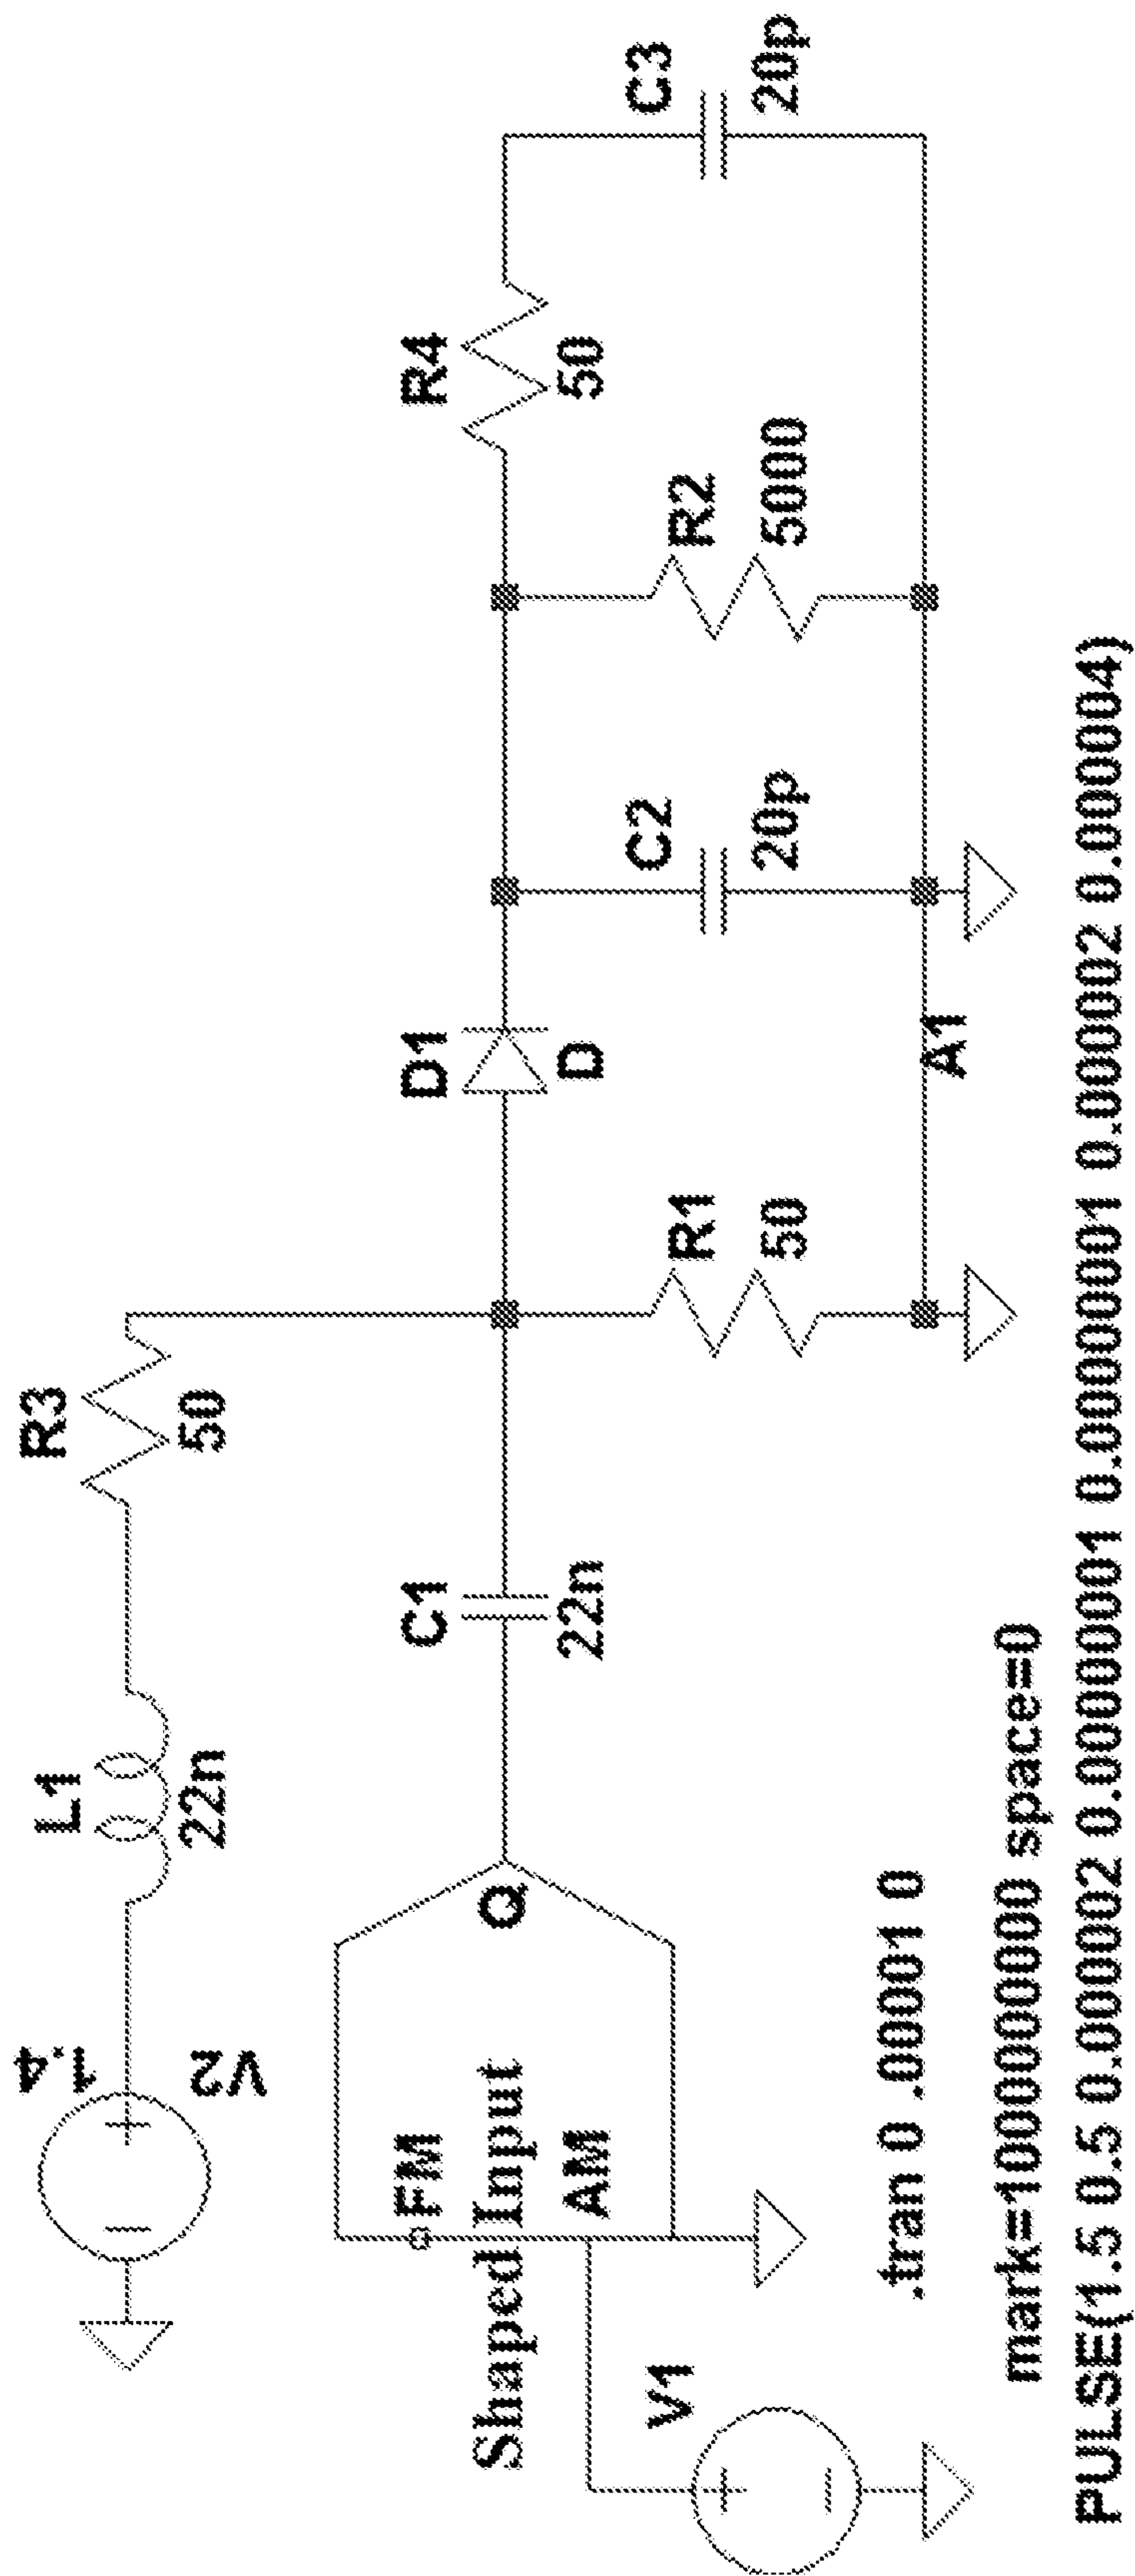 R3
50
L1
22n
1.4
V2
FM
Shaped Input
AM
Q
V1
C1
22n
D1
D
R4
50
R1
50
C2
20p
R2
5000
C3
20p
A1
.tran 0 .00001 0
mark=100000000 space=0
PULSE(1.5 0.5 0.000002 0.00000001 0.00000001 0.000002 0.000004)